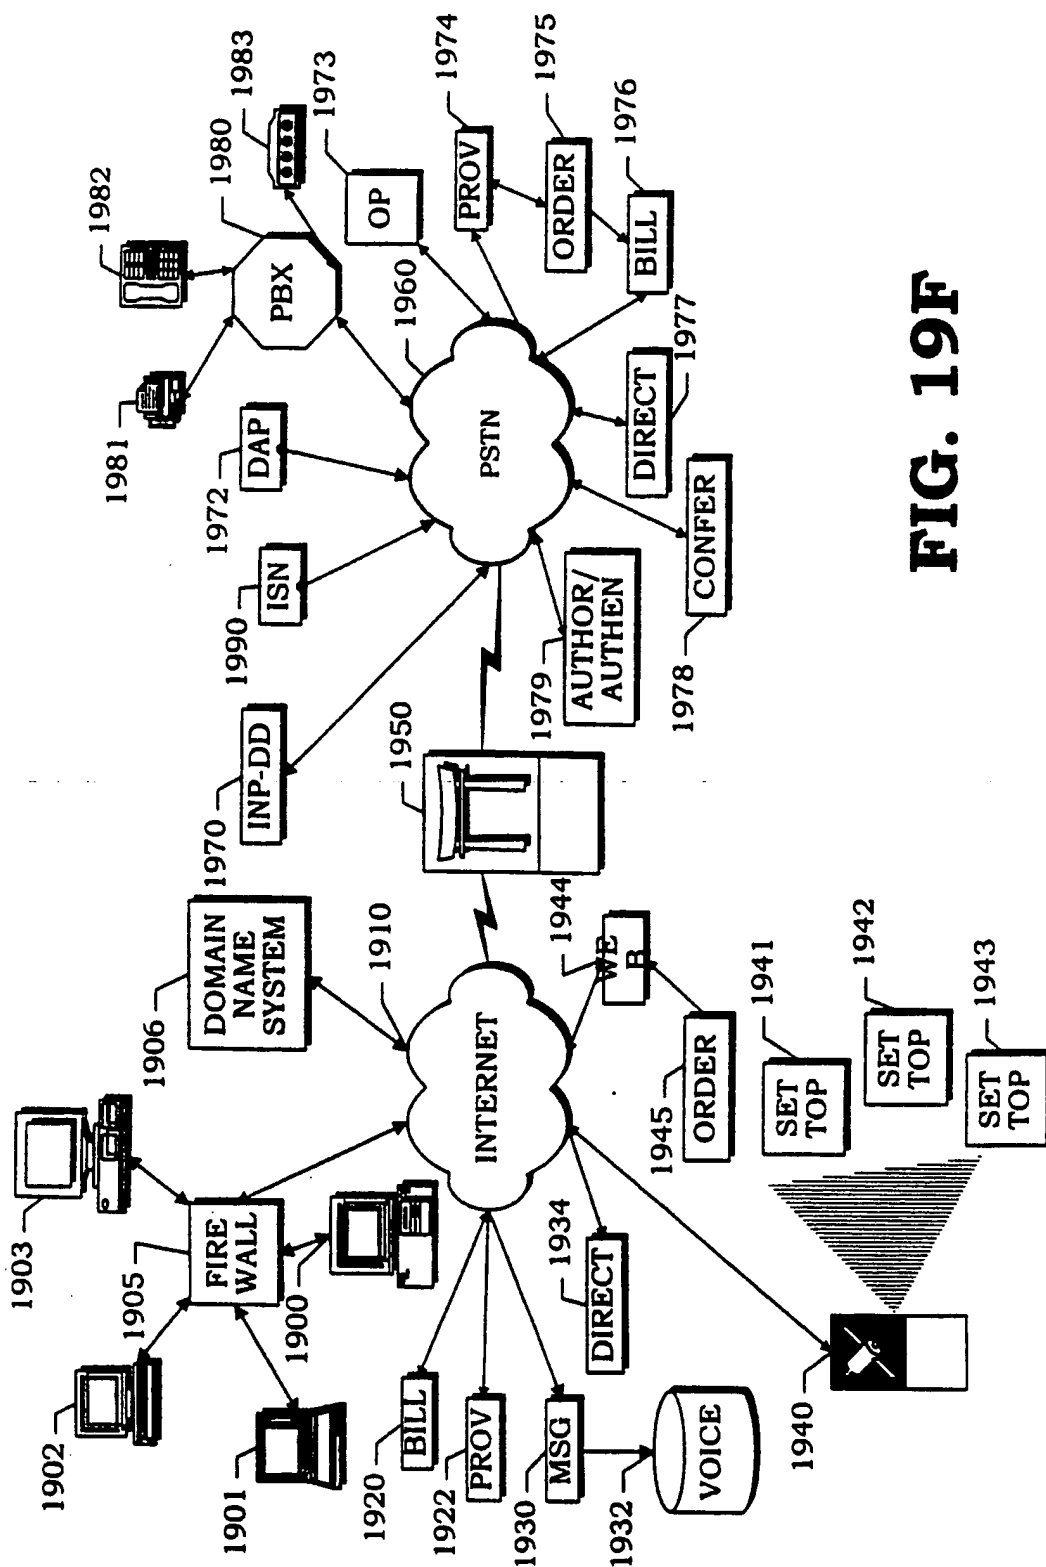 1903
1902
1905
FIRE
WALL
1901
1900
1906
DOMAIN
NAME
SYSTEM
1910
INTERNET
1920
BILL
1922
PROV
1930
MSG
1932
VOICE
1934
DIRECT
1944
WE
B
1945
ORDER
1940
1941
SET
TOP
1942
SET
TOP
1943
SET
TOP
1950
1970
INP-DD
1990
ISN
1972
DAP
1981
1982
1980
PBX
1983
1973
OP
1960
PSTN
1974
PROV
1975
ORDER
1976
BILL
1977
DIRECT
1978
CONFER
1979
AUTHOR/
AUTHEN
FIG. 19F